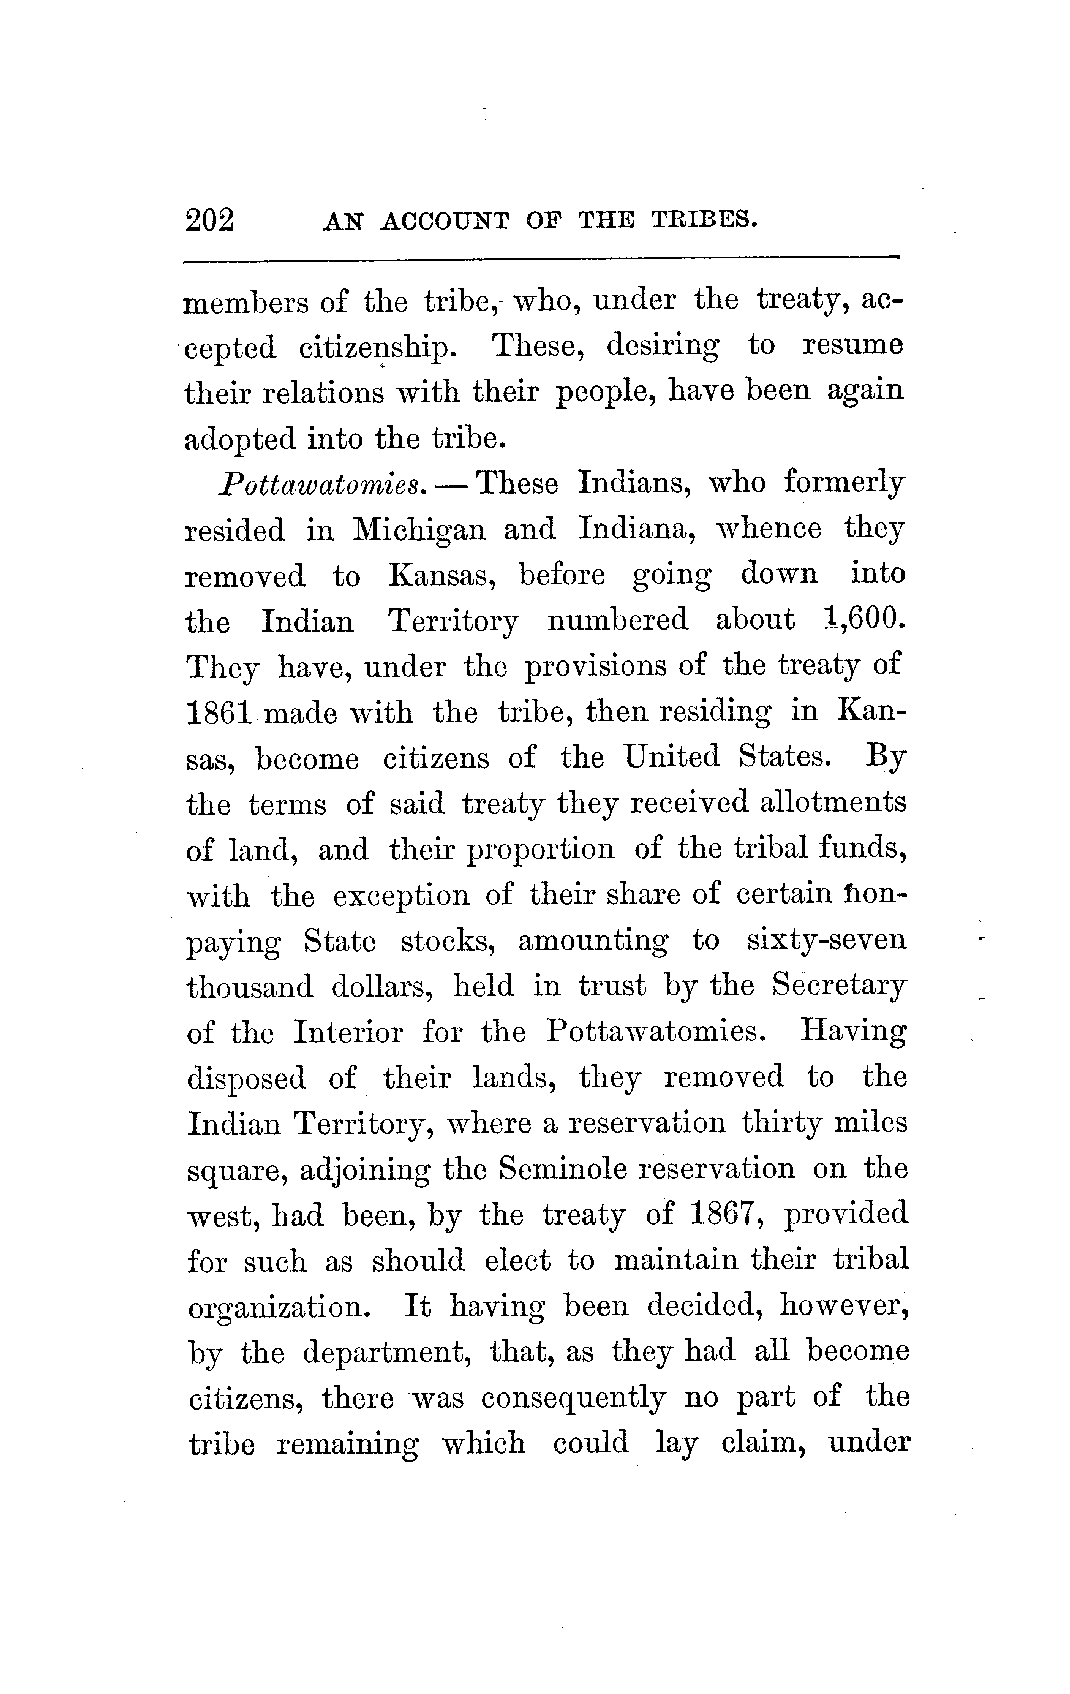 202 AN ACCOUNT OF THE TRIBES.
members of the tribe, who, under the treaty, ac-
cepted citizenship. These, desiring to resume
their relations with their people, have been again
adopted into the tribe.
Pottawatomies. — These Indians, who formerly
resided in Michigan and Indiana, whence they
removed to Kansas, before going down into
the Indian Territory numbered about 1,600.
They have, under the provisions of the treaty of
1861 made with the tribe, then residing in Kan-
sas, become citizens of the United States. By
the terms of said treaty they received allotments
of land, and their proportion of the tribal funds,
with the exception of their share of certain non-
paying State stocks, amounting to sixty-seven
thousand dollars, held in trust by the Secretary
of the Interior for the Pottawatomies. Having
disposed of their lands, they removed to the
Indian Territory, where a reservation thirty miles
square, adjoining the Seminole reservation on the
west, had been, by the treaty of 1867, provided
for such as should elect to maintain their tribal
organization. It having been decided, however,
by the department, that, as they had all become
citizens, there was consequently no part of the
tribe remaining which could lay claim, under